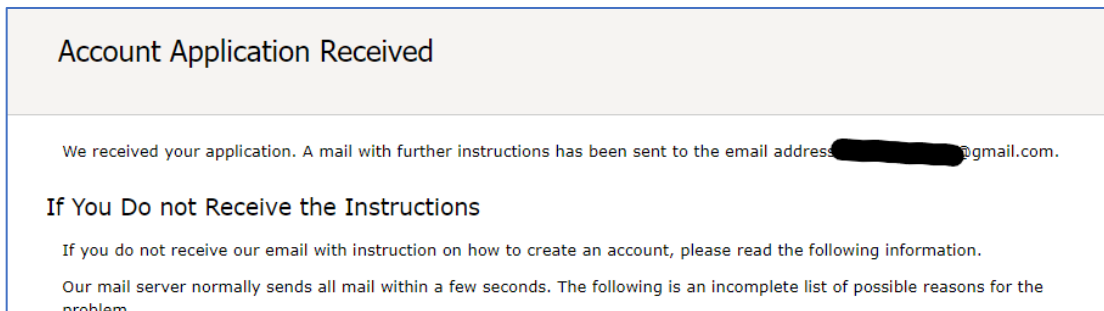 Account Application Received
We received your application. A mail with further instructions has been sent to the email address @gmail.com.
If You Do not Receive the Instructions
If you do not receive our email with instruction on how to create an account, please read the following information.
Our mail server normally sends all mail within a few seconds. The following is an incomplete list of possible reasons for the
problem